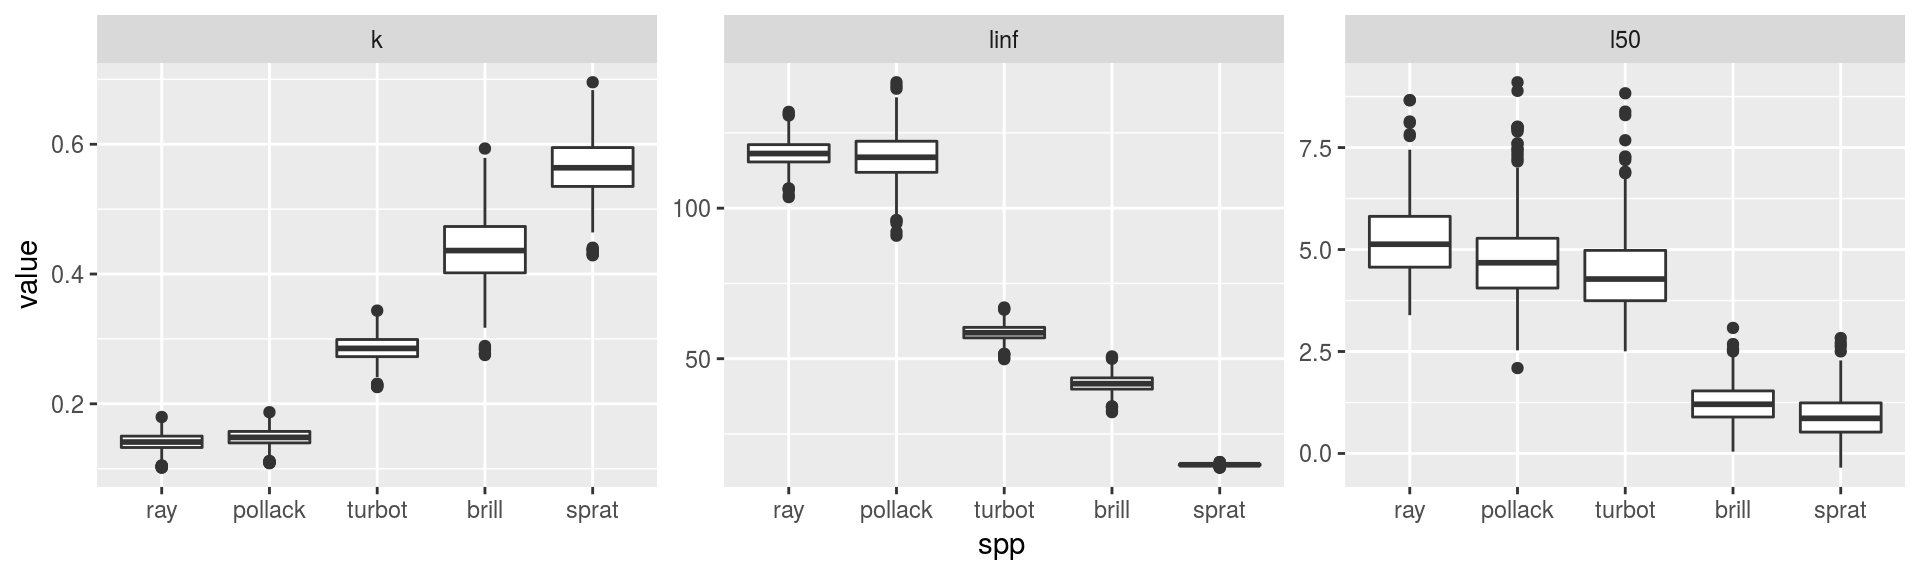 k
linf
l50
value
0.6
0.4
0.2
100
50
7.5
5.0
2.5
0.0
ray pollack turbot brill sprat
ray pollack turbot brill sprat
ray pollack turbot brill sprat
spp